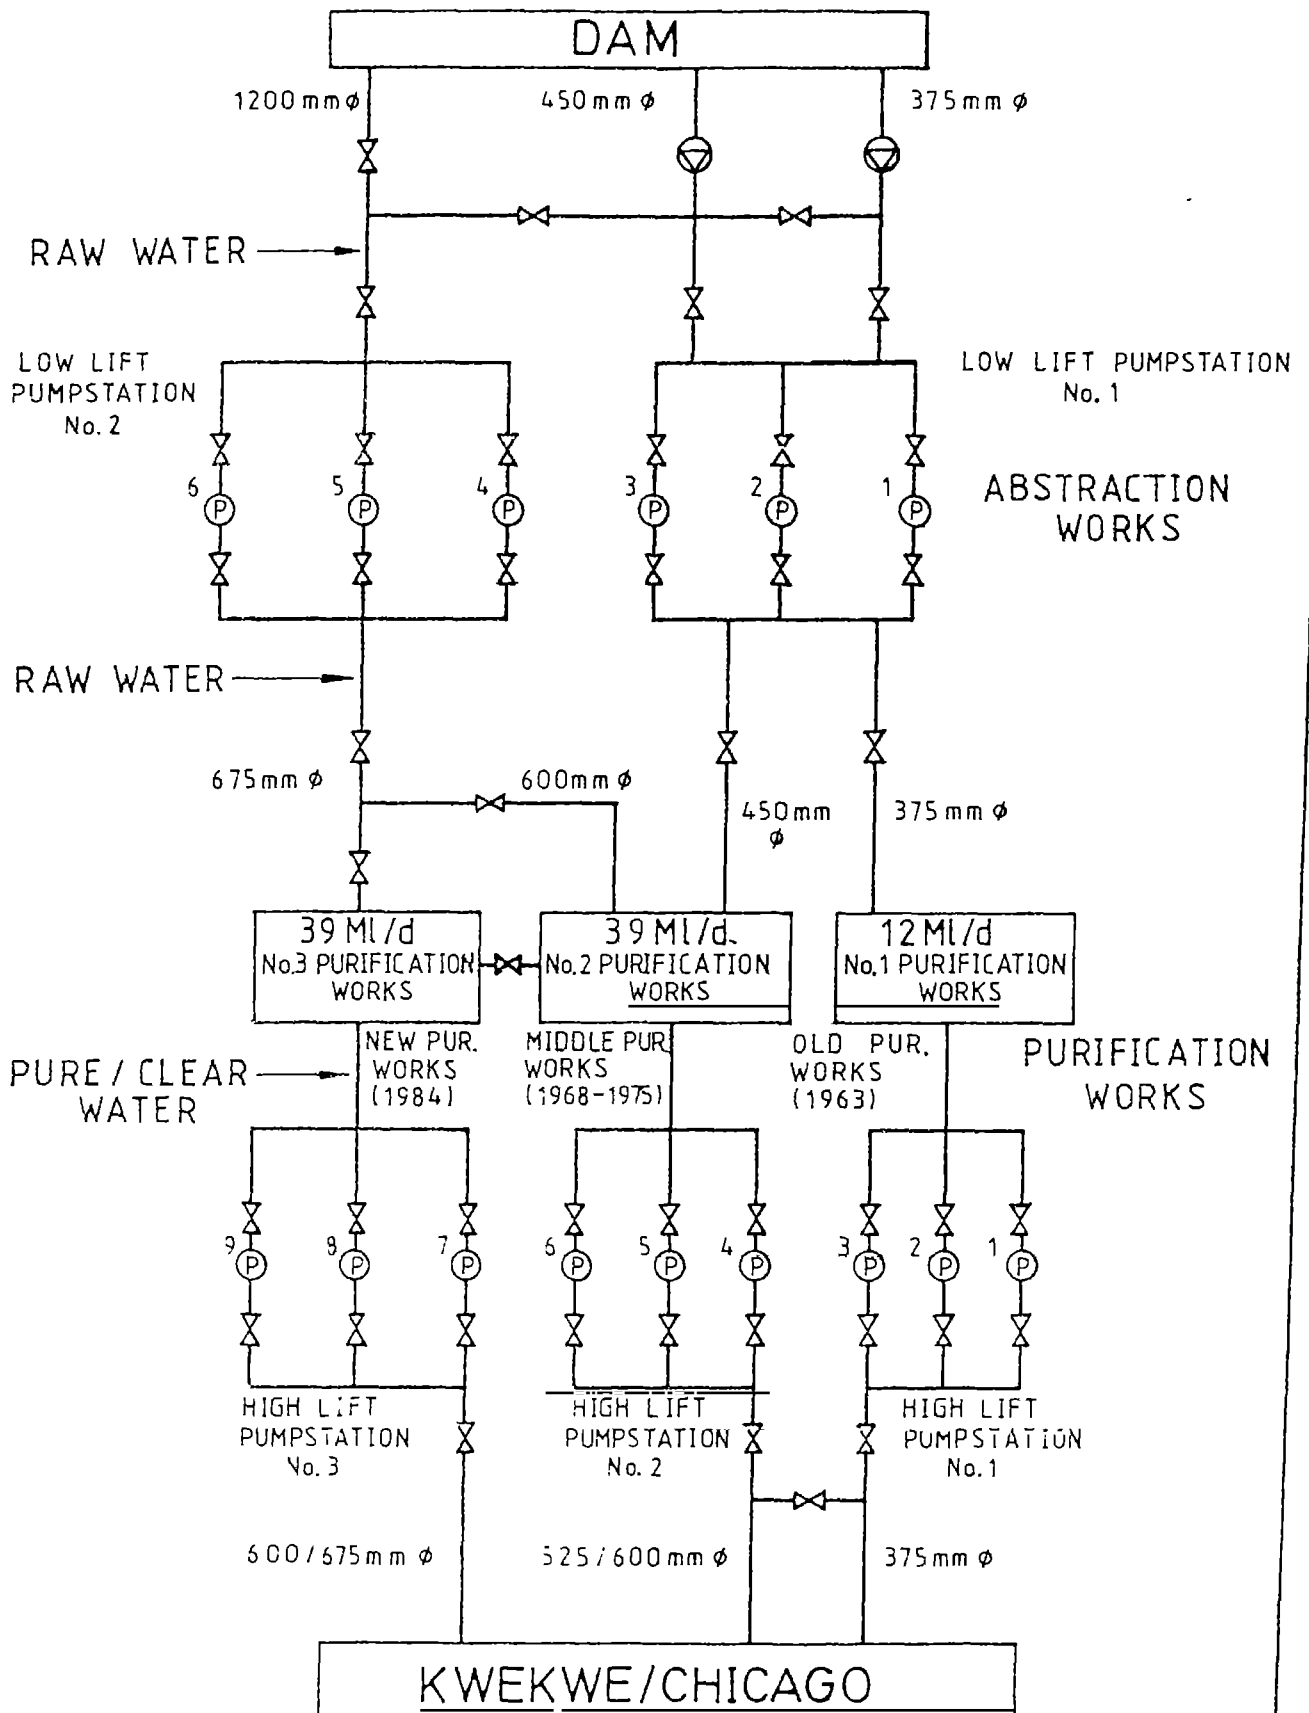 DAM
1200mmϕ
450mmϕ
375mmϕ
RAW WATER
LOW LIFT
PUMPSTATION
No. 2
LOW LIFT PUMPSTATION
No. 1
6
5
4
3
2
1
P
P
P
P
P
P
ABSTRACTION
WORKS
RAW WATER
675mmϕ
600mmϕ
450mm
ϕ
375mmϕ
39 Ml/d
No.3 PURIFICATION
WORKS
39 Ml/d
No.2 PURIFICATION
WORKS
12 Ml/d
No.1 PURIFICATION
WORKS
NEW PUR.
WORKS
(1984)
MIDDLE PUR
WORKS
(1968-1975)
OLD PUR.
WORKS
(1963)
PURIFICATION
WORKS
PURE / CLEAR
WATER
9
8
7
6
5
4
3
2
1
P
P
P
P
P
P
P
P
P
HIGH LIFT
PUMPSTATION
No. 3
HIGH LIFT
PUMPSTATION
No. 2
HIGH LIFT
PUMPSTATION
No. 1
600/675mmϕ
525/600mmϕ
375mmϕ
KWEKWE/CHICAGO